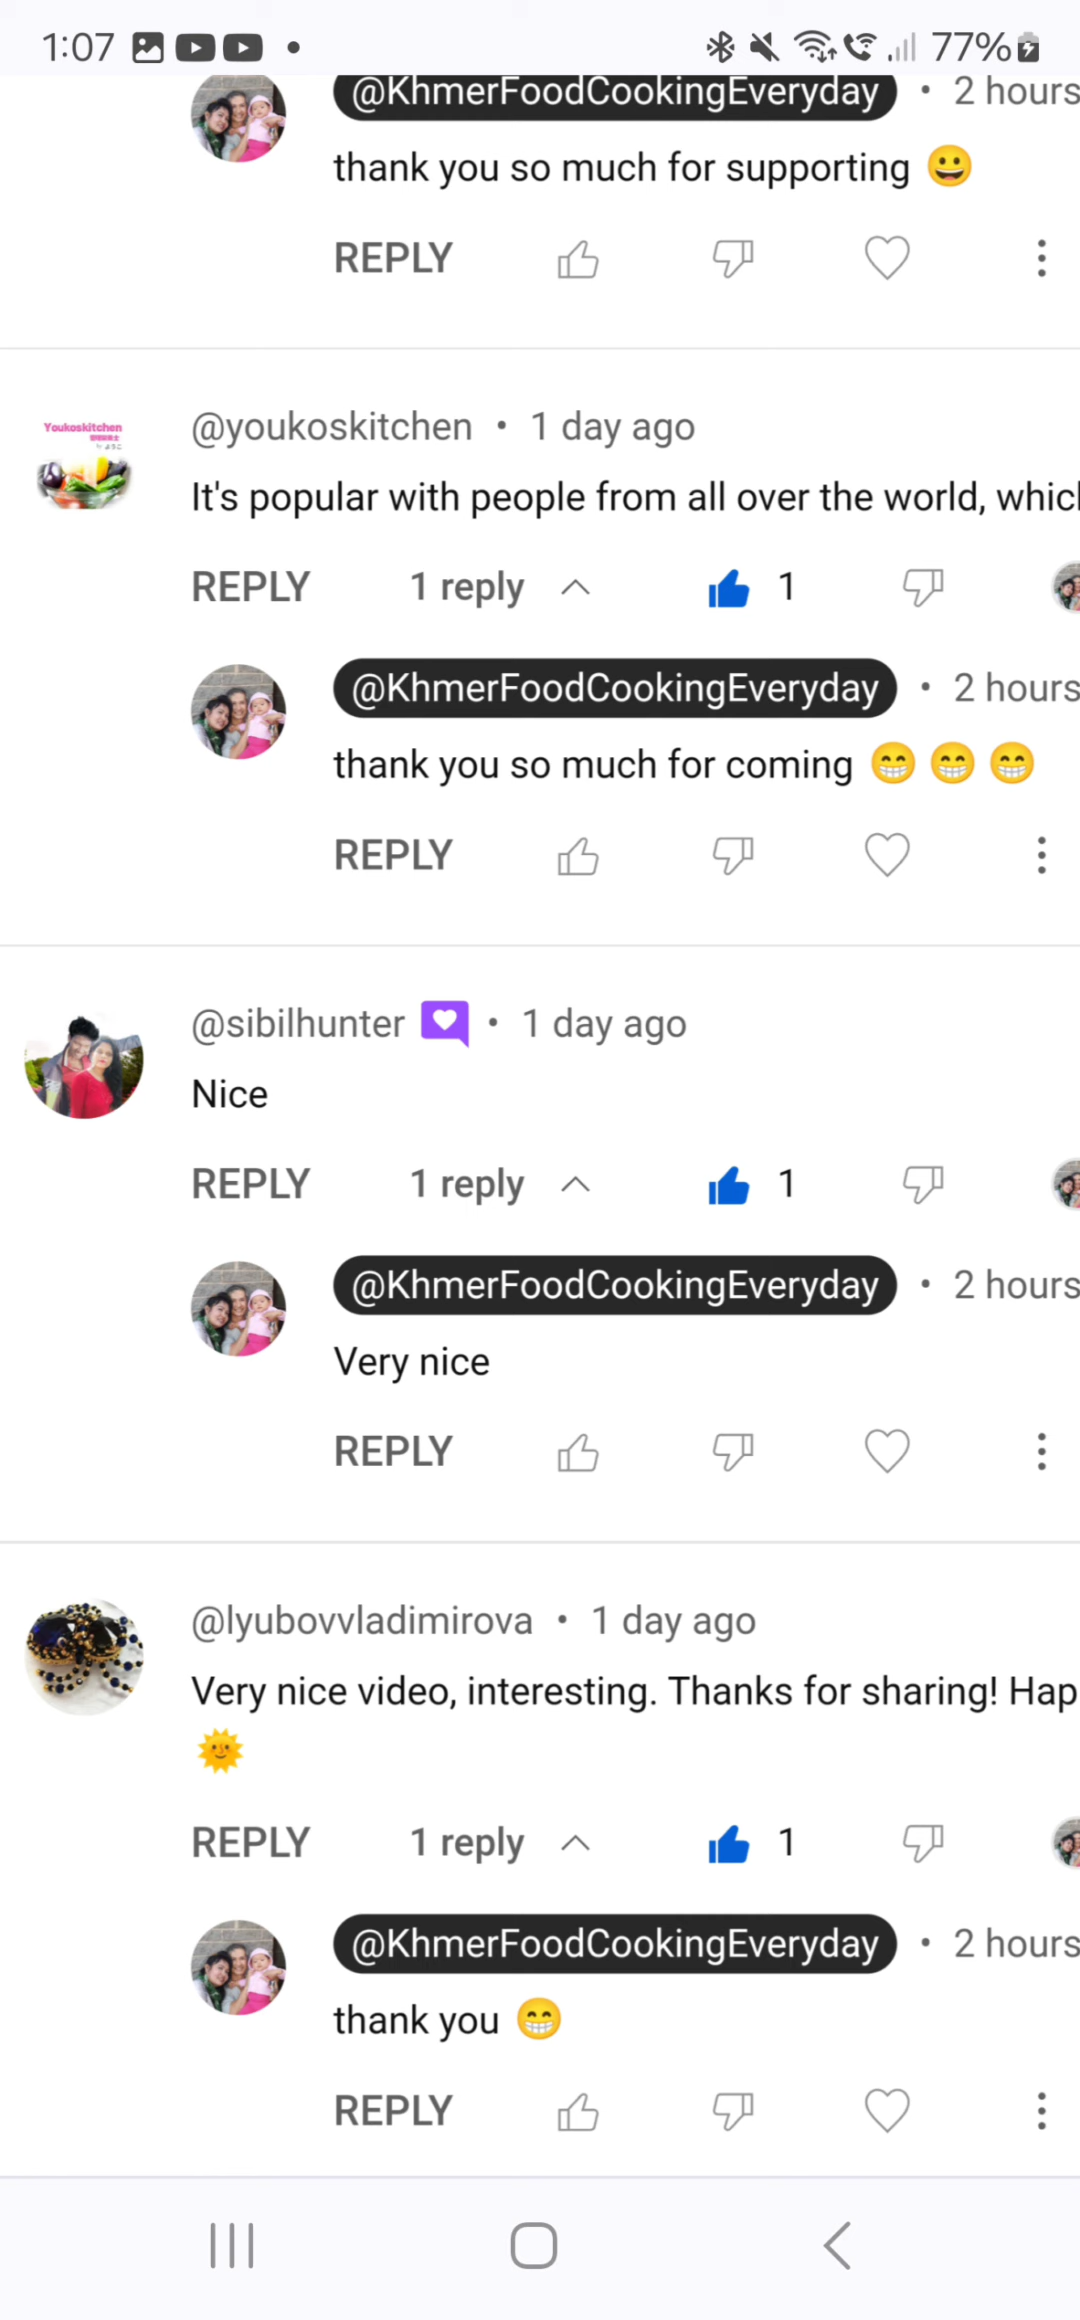 1:07 77%
@KhmerFoodCookingEveryday • 2 hours
thank you so much for supporting 😀
REPLY
Youkoskitchen
@youkoskitchen • 1 day ago
It's popular with people from all over the world,
REPLY 1 reply 1
@KhmerFoodCookingEveryday • 2 hours
thank you so much for coming 😁😁😁
REPLY
@sibilhunter • 1 day ago
Nice
REPLY 1 reply 1
@KhmerFoodCookingEveryday • 2 hours
Very nice
REPLY
@lyubovvladimirova • 1 day ago
Very nice video, interesting. Thanks for sharing! Hap
🌞
REPLY 1 reply 1
@KhmerFoodCookingEveryday • 2 hours
thank you 😁
REPLY